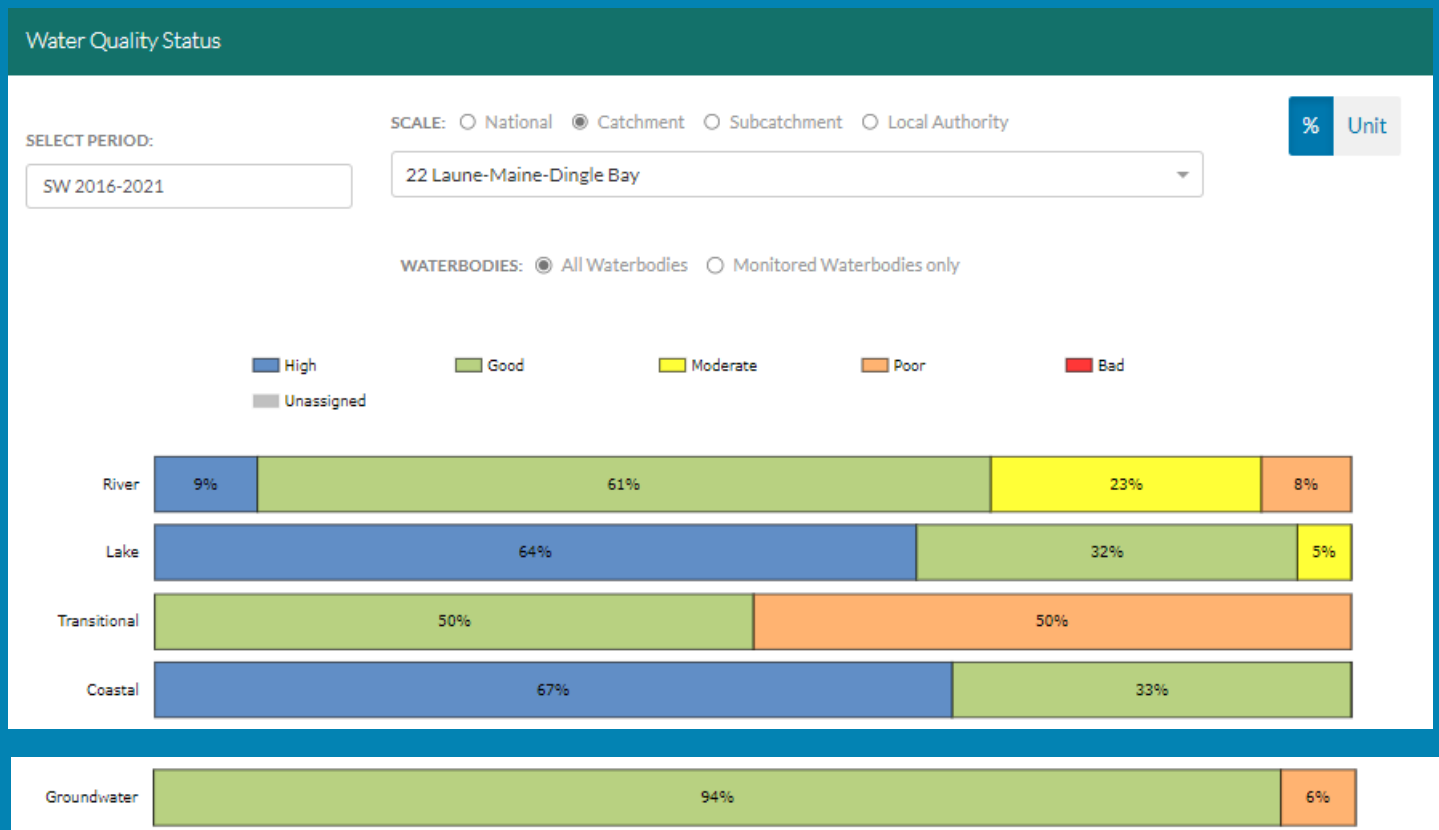 Water Quality Status
SCALE: National Catchment Subcatchment Local Authority
% Unit
SELECT PERIOD:
SW 2016-2021
22 Laune-Maine-Dingle Bay
WATERBODIES: All Waterbodies Monitored Waterbodies only
High Good Moderate Poor Bad
Unassigned
River 9% 61% 23% 8%
Lake 64% 32% 5%
Transitional 50% 50%
Coastal 67% 33%
Groundwater 94% 6%